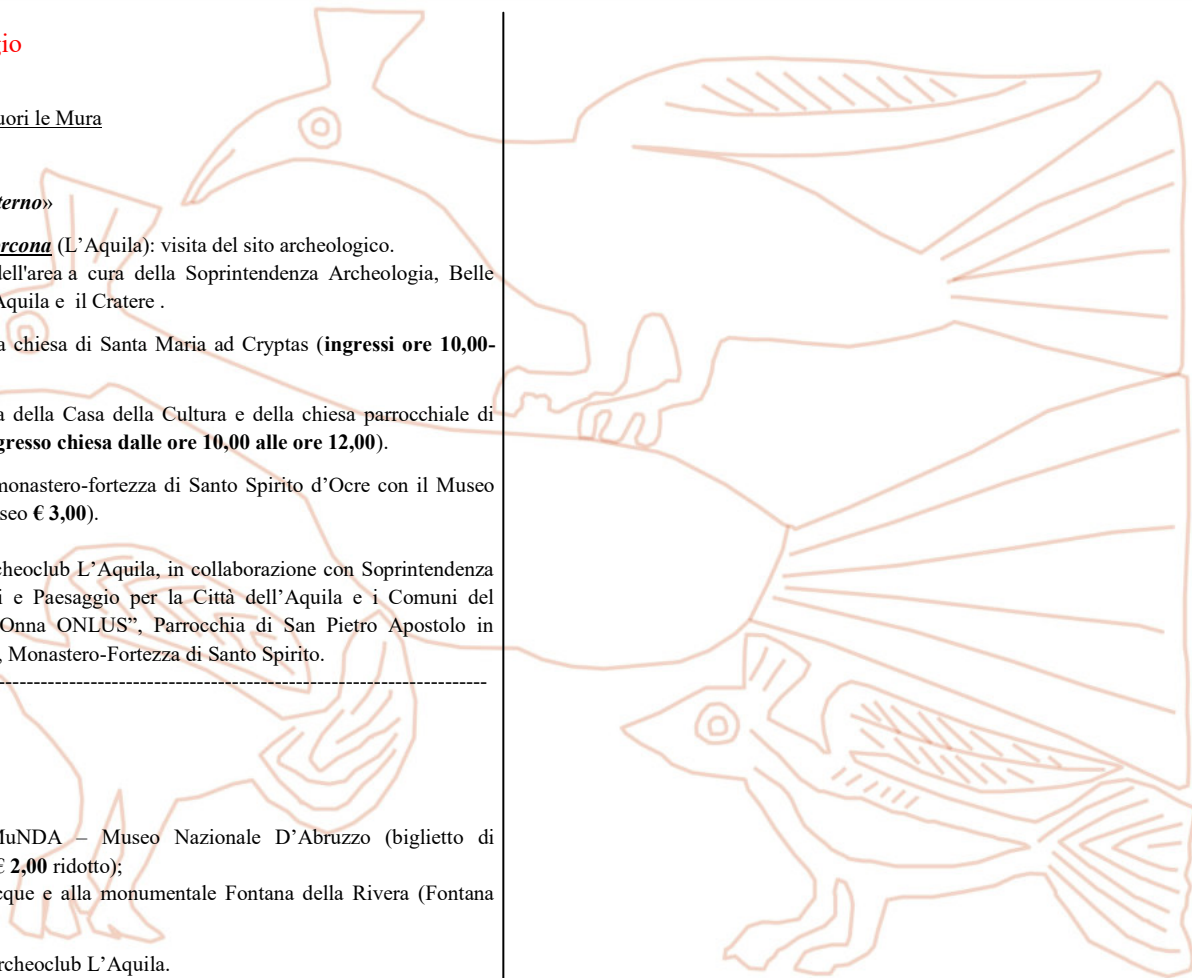 gio
uori le Mura
terno»
orcona (L'Aquila): visita del sito archeologico.
dell'area a cura della Soprintendenza Archeologia, Belle
Aquila e il Cratere .
a chiesa di Santa Maria ad Cryptas (ingressi ore 10,00-
a della Casa della Cultura e della chiesa parrocchiale di
gresso chiesa dalle ore 10,00 alle ore 12,00).
monastero-fortezza di Santo Spirito d'Ocre con il Museo
seo € 3,00).
cheoclub L'Aquila, in collaborazione con Soprintendenza
i e Paesaggio per la Città dell'Aquila e i Comuni del
Onna ONLUS", Parrocchia di San Pietro Apostolo in
, Monastero-Fortezza di Santo Spirito.
--------------------------------------------------------------------------------
MuNDA – Museo Nazionale D'Abruzzo (biglietto di
€ 2,00 ridotto);
cque e alla monumentale Fontana della Rivera (Fontana
rcheoclub L'Aquila.